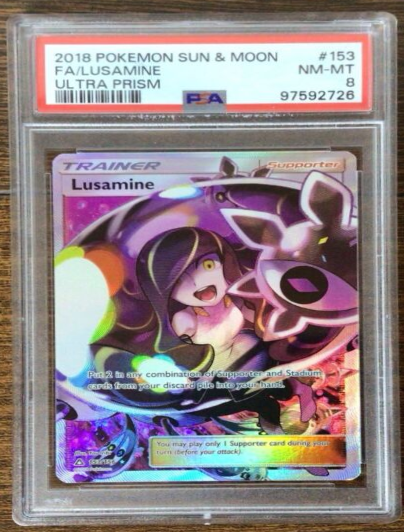 2018 POKEMON SUN & MOON #153
FA/LUSAMINE NM-MT
ULTRA PRISM 8
PSA 97592726
TRAINER Supporter
Lusamine
Put 2 in any combination of Supporter and Stadium
cards from your discard pile into your hand.
You may play only 1 Supporter card during your
turn (before your attack).